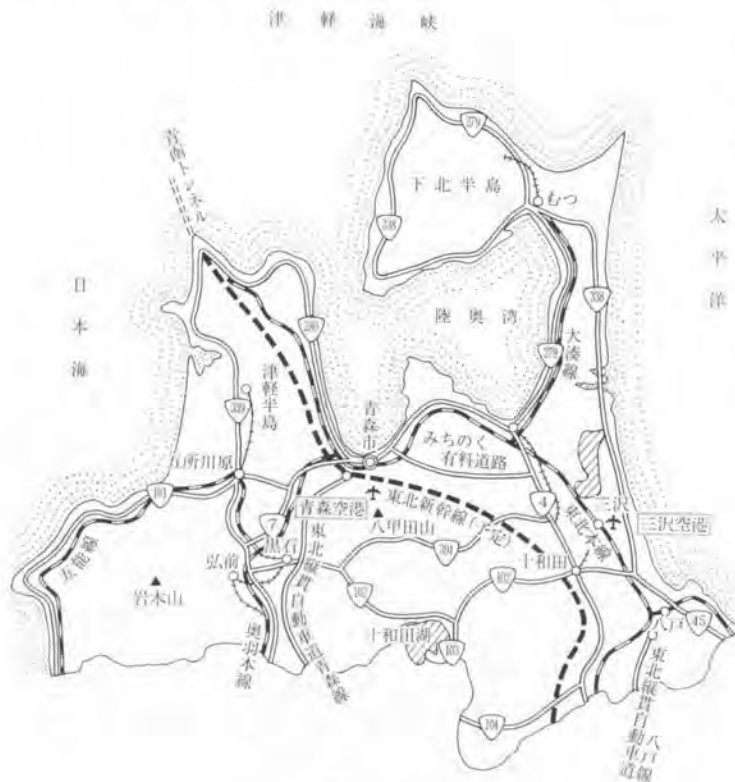 津軽海峡
青函トンネル
279
下北半島
むつ
338
太平洋
日本海
陸奥湾
338
280
279
大湊線
津軽半島
339
青森市
みちのく
有料道路
五所川原
101
7
青森空港
東北新幹線(予定)
4
東北本線
三沢
三沢空港
八甲田山
五能線
黒石
394
弘前
岩木山
十和田
102
102
45
八戸
十和田湖
103
奥羽本線
東北縦貫自動車道青森線
104
東北縦貫自動車道
八戸線